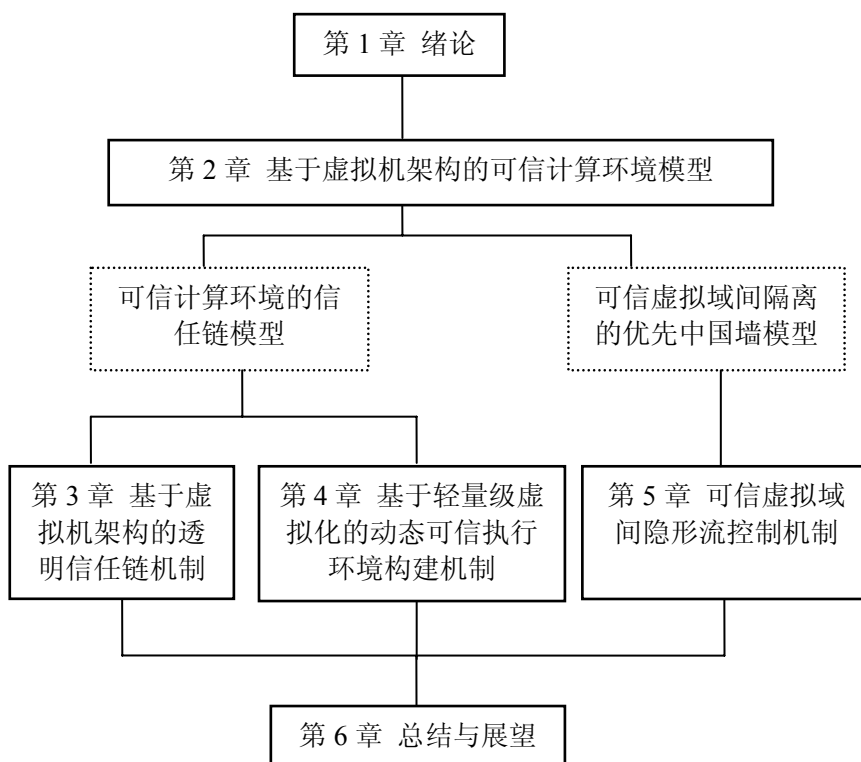 第 1 章 绪论
第 2 章 基于虚拟机架构的可信计算环境模型
可信计算环境的信
任链模型
可信虚拟域间隔离
的优先中国墙模型
第 3 章 基于虚
拟机架构的透
明信任链机制
第 4 章 基于轻量级虚
拟化的动态可信执行
环境构建机制
第 5 章 可信虚拟域
间隐形流控制机制
第 6 章 总结与展望